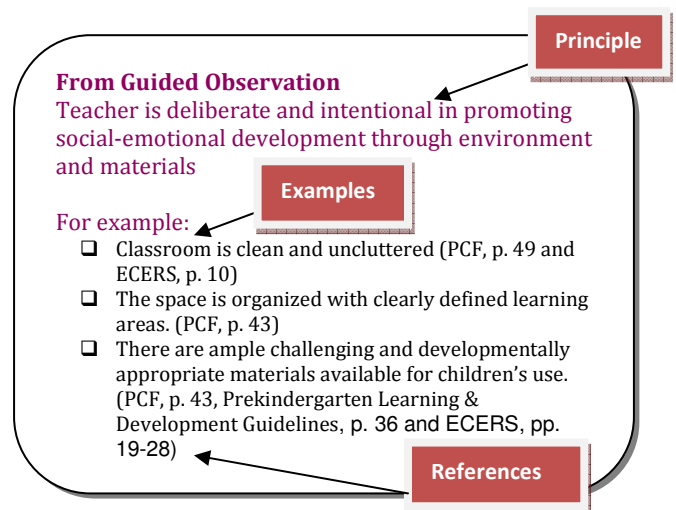 Principle
From Guided Observation
Teacher is deliberate and intentional in promoting
social-emotional development through environment
and materials
Examples
For example:
❑ Classroom is clean and uncluttered (PCF, p. 49 and
ECERS, p. 10)
❑ The space is organized with clearly defined learning
areas. (PCF, p. 43)
❑ There are ample challenging and developmentally
appropriate materials available for children's use.
(PCF, p. 43, Prekindergarten Learning &
Development Guidelines, p. 36 and ECERS, pp.
19-28)
References